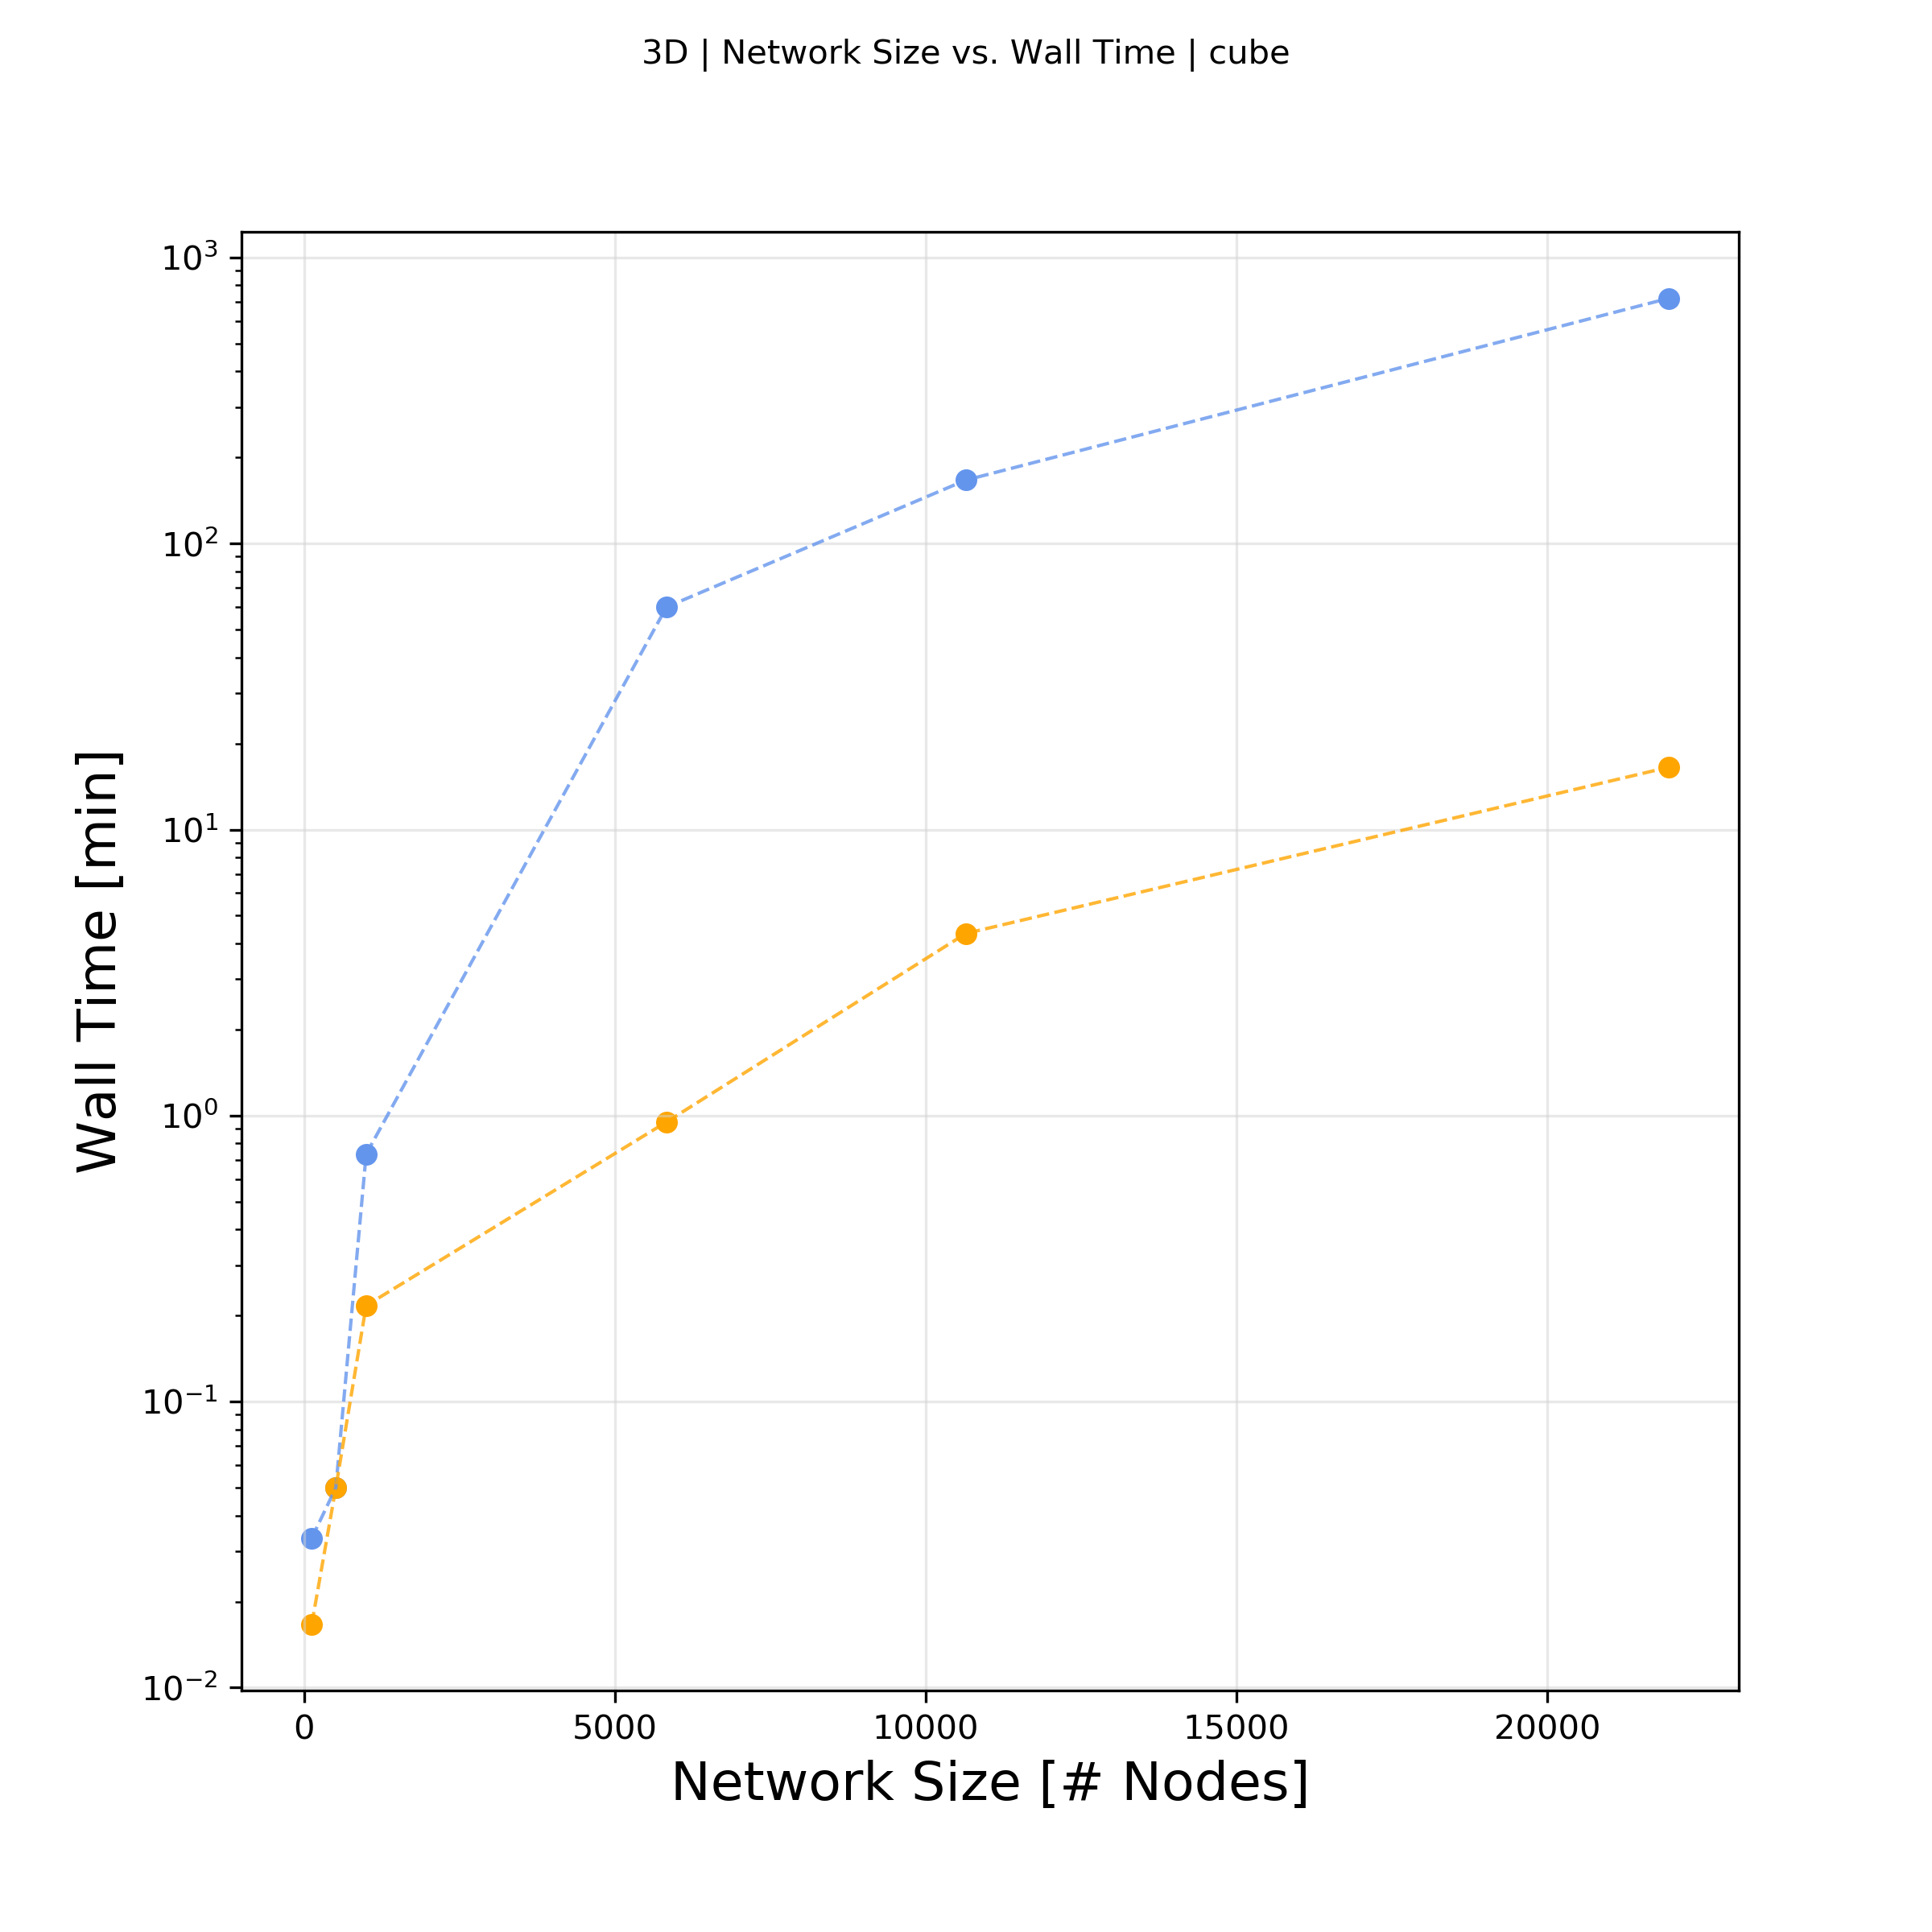 3D | Network Size vs. Wall Time | cube
10³
10²
10¹
10⁰
10⁻¹
10⁻²
Wall Time [min]
0 5000 10000 15000 20000
Network Size [# Nodes]